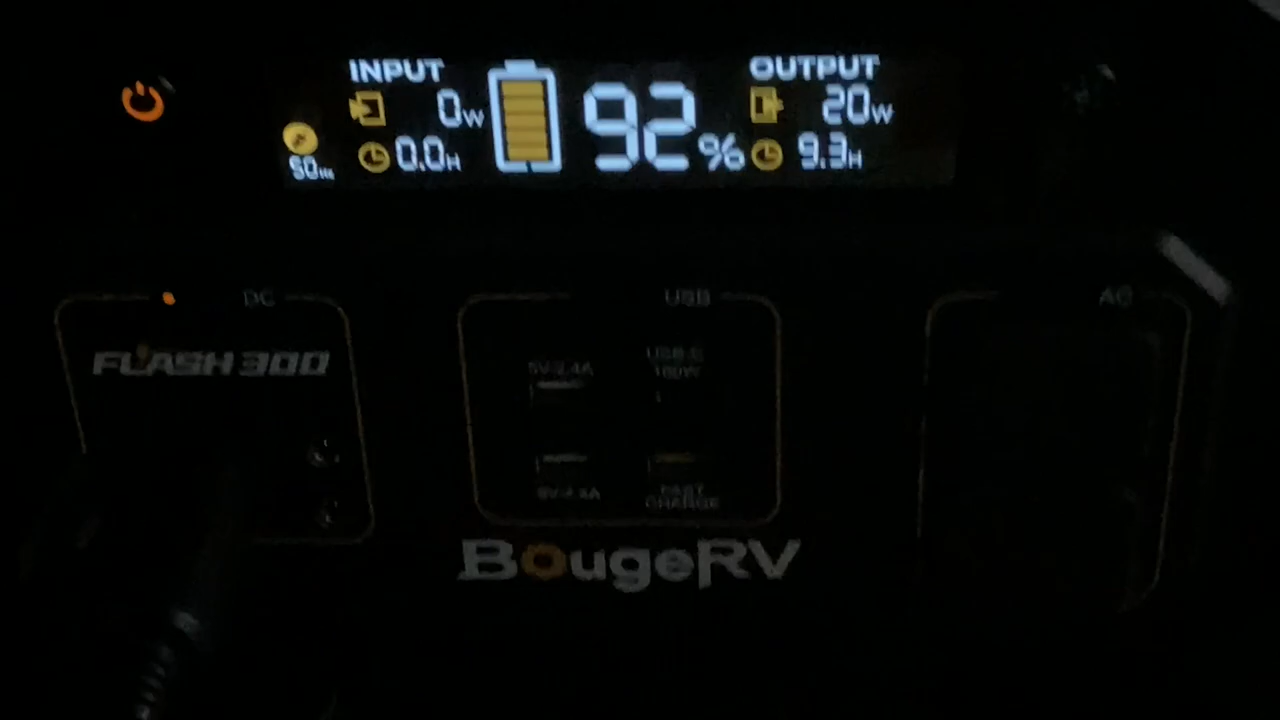 INPUT
0W
0.0H
50Hz
92%
OUTPUT
20W
9.3H
DC
FLASH 300
USB
5V⎓2.4A
USB-C
100W
5V⎓2.4A
FAST
CHARGE
AC
BougeRV